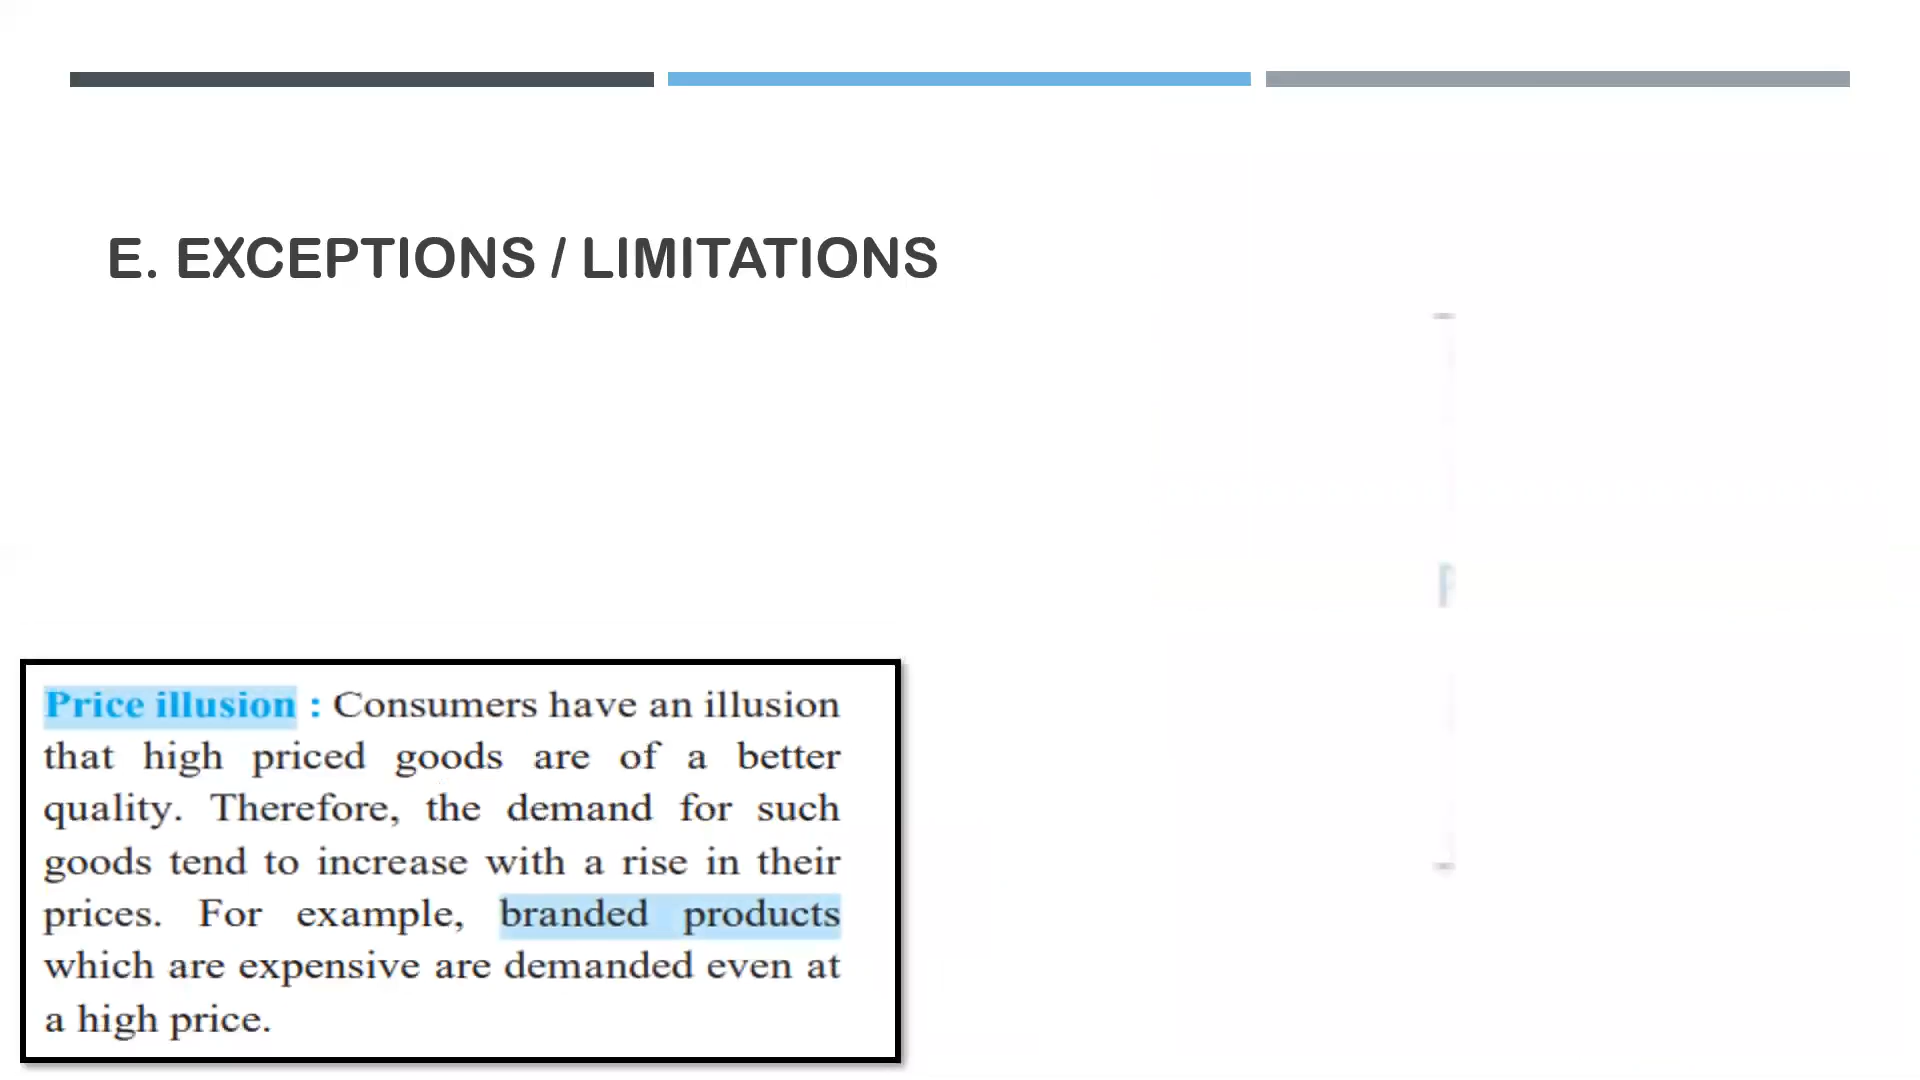 E. EXCEPTIONS / LIMITATIONS
Price illusion : Consumers have an illusion
that high priced goods are of a better
quality. Therefore, the demand for such
goods tend to increase with a rise in their
prices. For example, branded products
which are expensive are demanded even at
a high price.